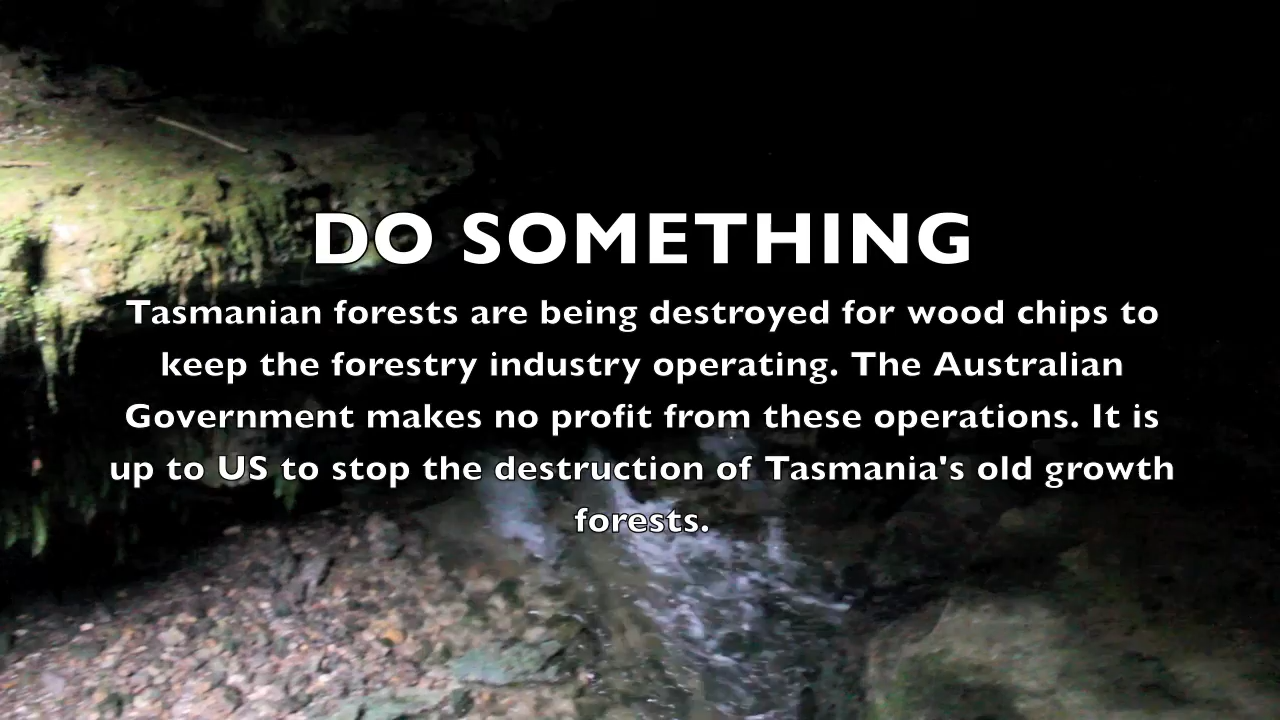 DO SOMETHING
Tasmanian forests are being destroyed for wood chips to
keep the forestry industry operating. The Australian
Government makes no profit from these operations. It is
up to US to stop the destruction of Tasmania's old growth
forests.